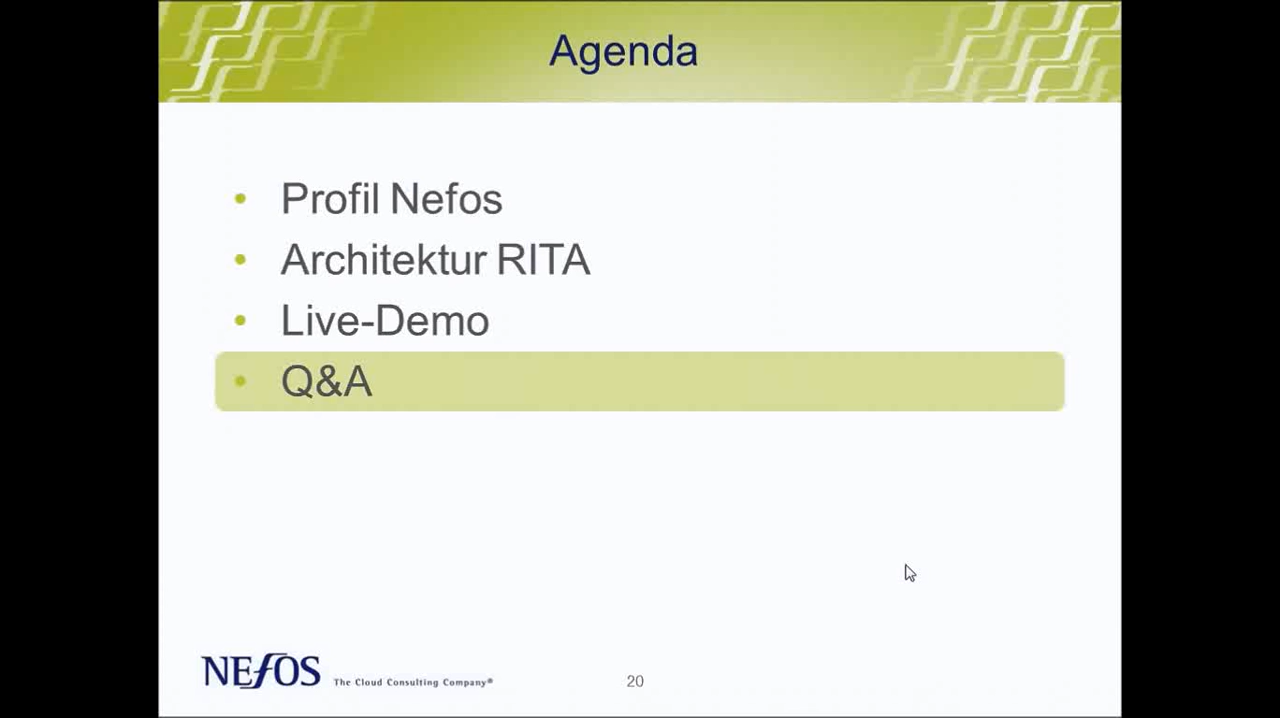 Agenda
• Profil Nefos
• Architektur RITA
• Live-Demo
• Q&A
NEfOS The Cloud Consulting Company®
20